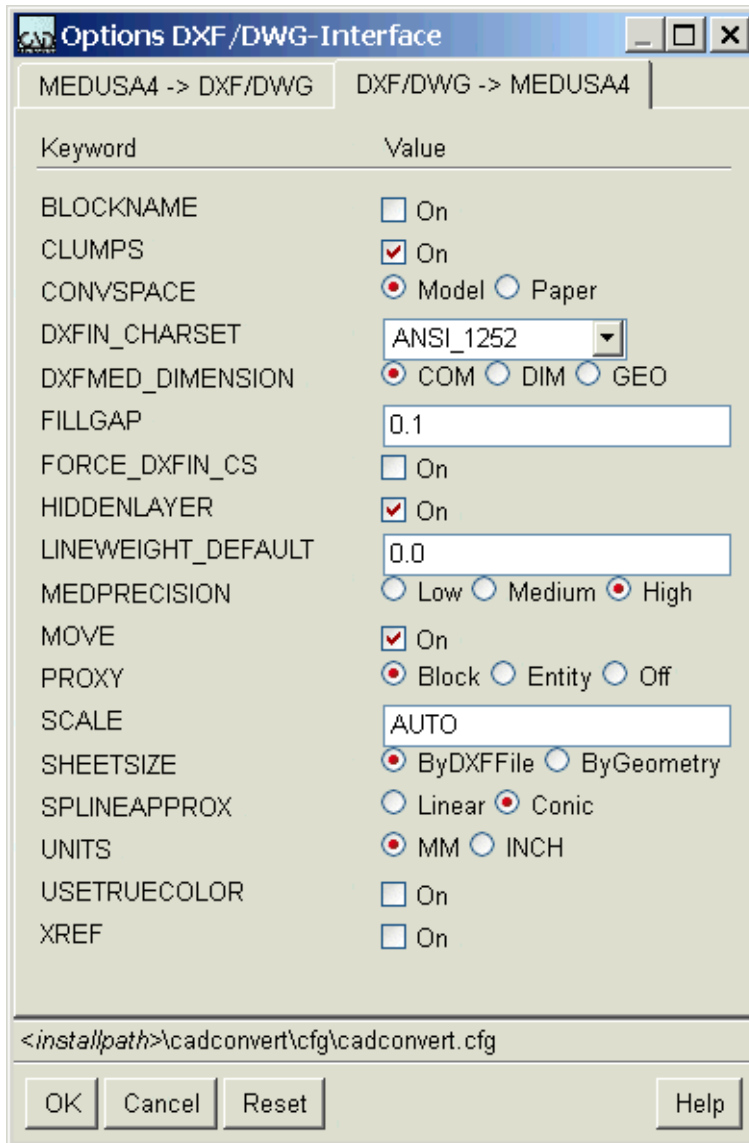 CAD Options DXF/DWG-Interface
MEDUSA4 -> DXF/DWG DXF/DWG -> MEDUSA4
Keyword Value
BLOCKNAME On
CLUMPS On
CONVSPACE Model Paper
DXFIN_CHARSET ANSI_1252
DXFMED_DIMENSION COM DIM GEO
FILLGAP 0.1
FORCE_DXFIN_CS On
HIDDENLAYER On
LINEWEIGHT_DEFAULT 0.0
MEDPRECISION Low Medium High
MOVE On
PROXY Block Entity Off
SCALE AUTO
SHEETSIZE ByDXFFile ByGeometry
SPLINEAPPROX Linear Conic
UNITS MM INCH
USETRUECOLOR On
XREF On
<installpath>\cadconvert\cfg\cadconvert.cfg
OK Cancel Reset Help